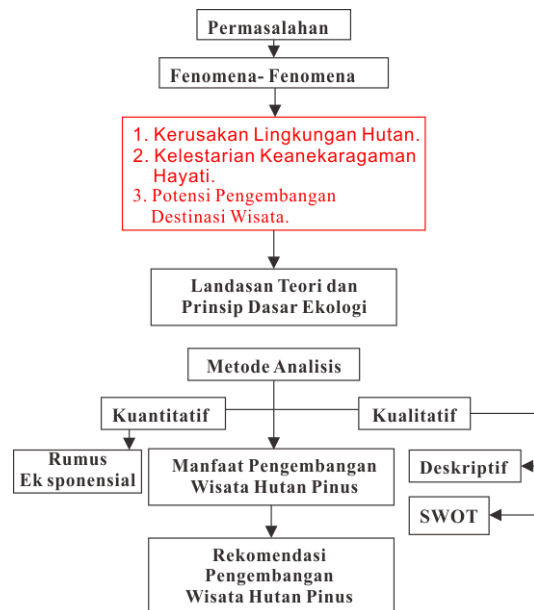 Permasalahan
Fenomena- Fenomena
1. Kerusakan Lingkungan Hutan.
2. Kelestarian Keanekaragaman
Hayati.
3. Potensi Pengembangan
Destinasi Wisata.
Landasan Teori dan
Prinsip Dasar Ekologi
Metode Analisis
Kuantitatif
Kualitatif
Rumus
Ek sponensial
Manfaat Pengembangan
Wisata Hutan Pinus
Deskriptif
SWOT
Rekomendasi
Pengembangan
Wisata Hutan Pinus